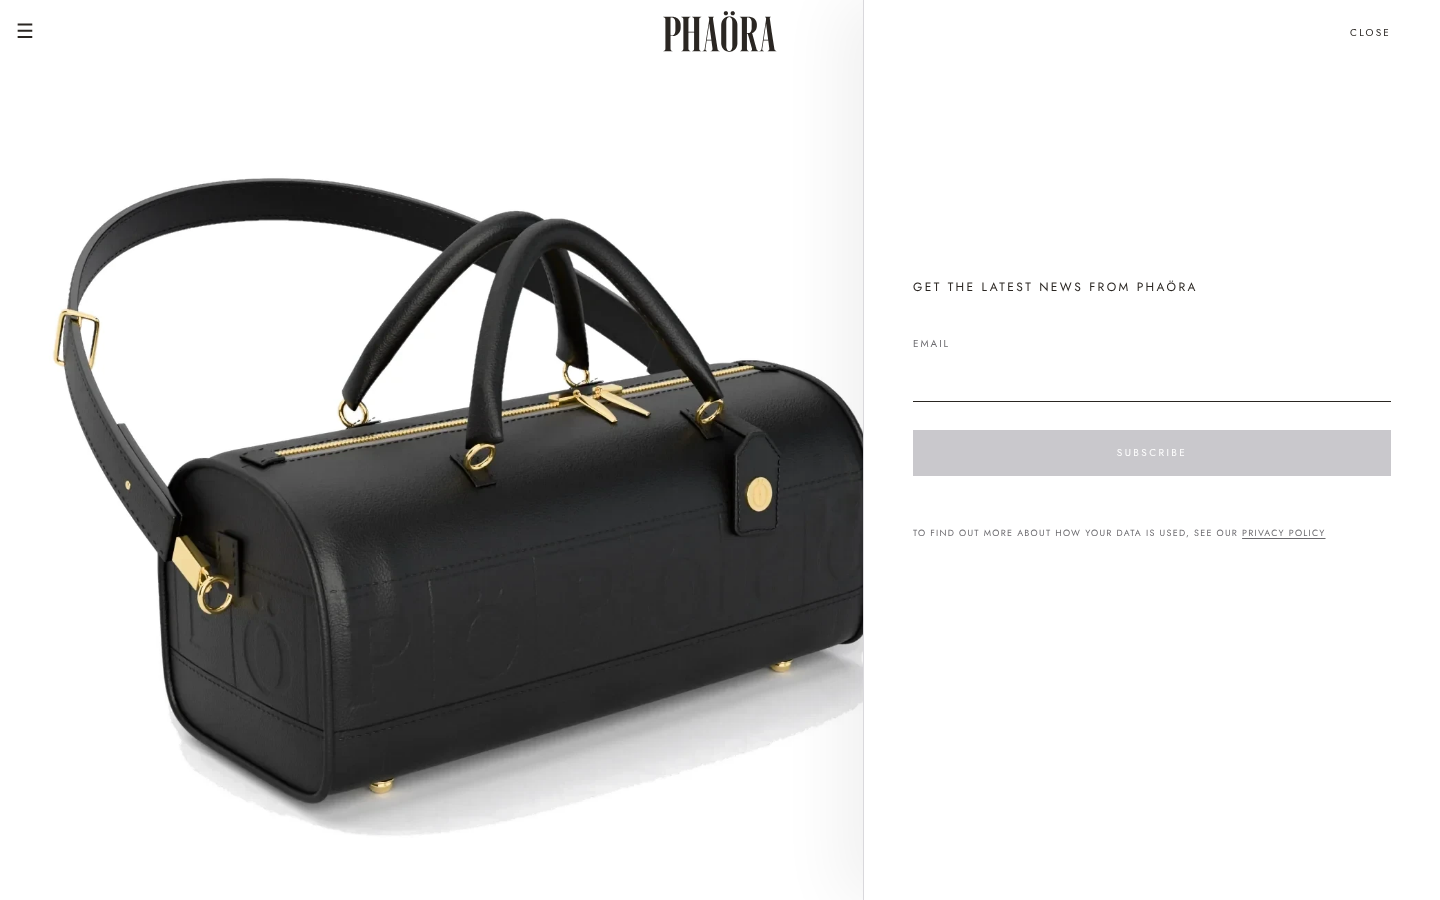 PHAÖRA
CLOSE
GET THE LATEST NEWS FROM PHAÖRA
EMAIL
SUBSCRIBE
TO FIND OUT MORE ABOUT HOW YOUR DATA IS USED, SEE OUR PRIVACY POLICY